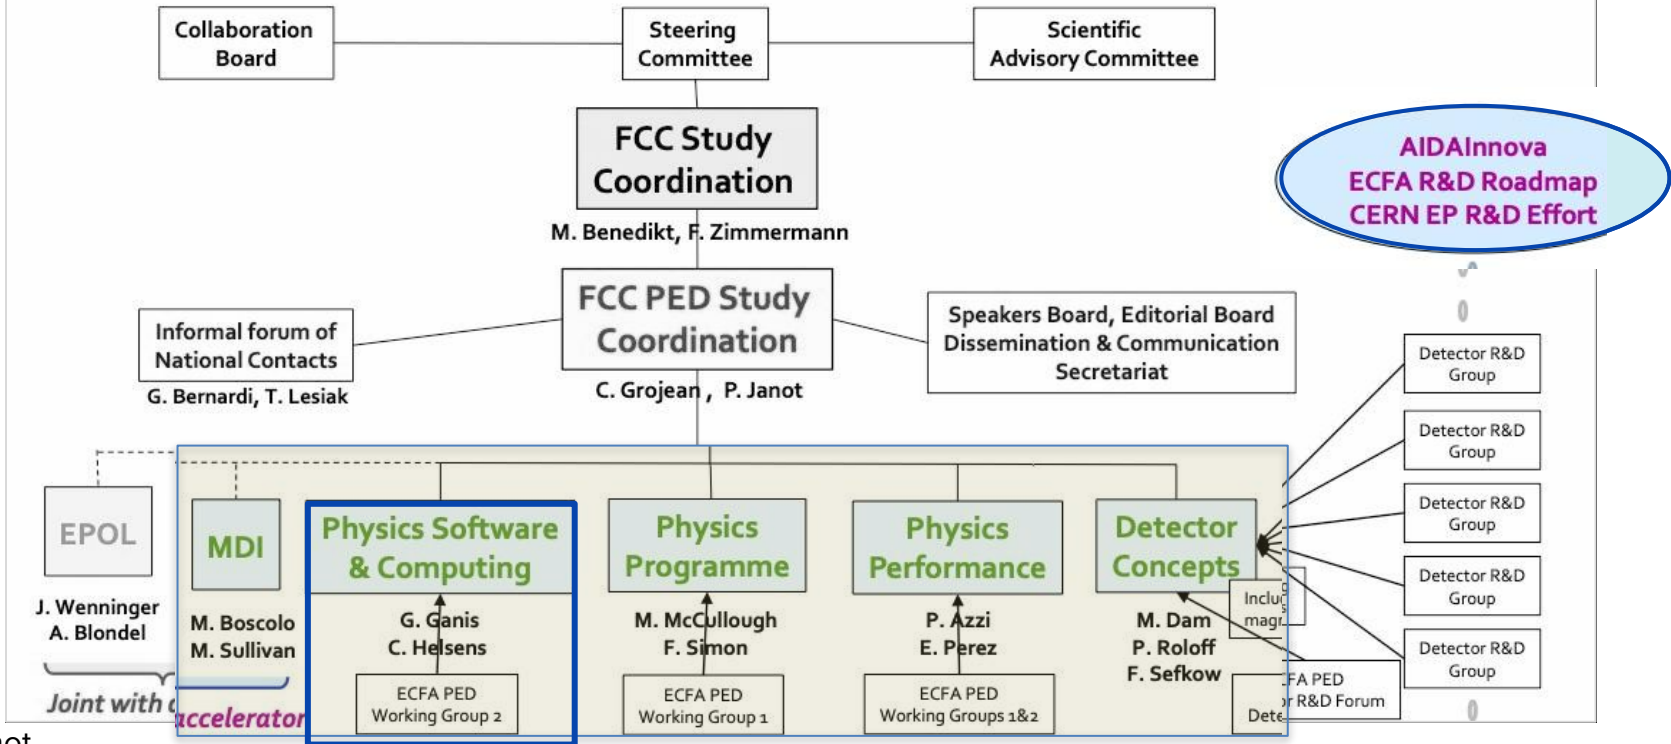 Collaboration
Board
Steering
Committee
Scientific
Advisory Committee
FCC Study
Coordination
M. Benedikt, F. Zimmermann
AIDAInnova
ECFA R&D Roadmap
CERN EP R&D Effort
FCC PED Study
Coordination
C. Grojean , P. Janot
Informal forum of
National Contacts
G. Bernardi, T. Lesiak
Speakers Board, Editorial Board
Dissemination & Communication
Secretariat
Detector R&D
Group
Detector R&D
Group
Detector R&D
Group
Detector R&D
Group
Detector R&D
Group
EPOL
J. Wenninger
A. Blondel
MDI
M. Boscolo
M. Sullivan
Joint with
accelerator
Physics Software
& Computing
G. Ganis
C. Helsens
ECFA PED
Working Group 2
Physics
Programme
M. McCullough
F. Simon
ECFA PED
Working Group 1
Physics
Performance
P. Azzi
E. Perez
ECFA PED
Working Groups 1&2
Detector
Concepts
M. Dam
P. Roloff
F. Sefkow
PED
R&D Forum